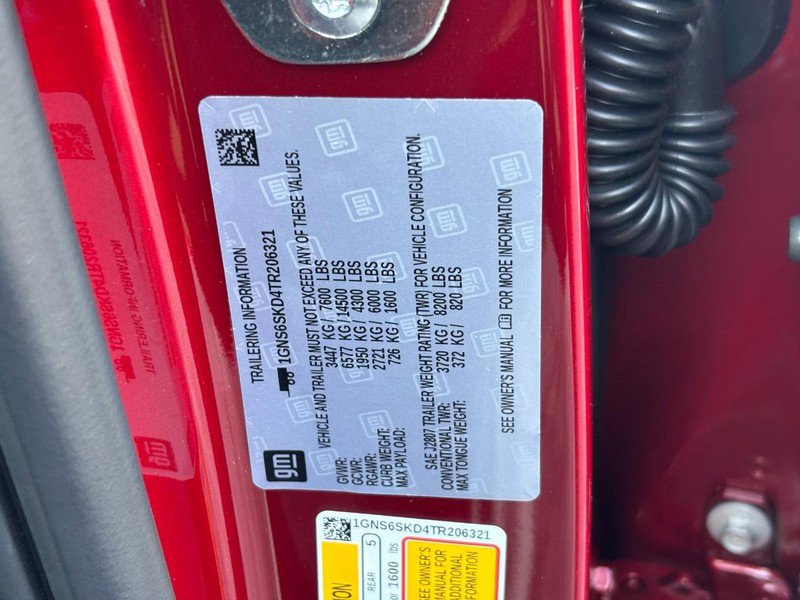 gm
TRAILERING INFORMATION
1GNS6SKD4TR206321
VEHICLE AND TRAILER MUST NOT EXCEED ANY OF THESE VALUES.
GVWR: 3447 KG / 7600 LBS
GCWR: 6577 KG / 14500 LBS
RGAWR: 1950 KG / 4300 LBS
CURB WEIGHT: 2721 KG / 6000 LBS
MAX PAYLOAD: 726 KG / 1600 LBS
SAE J2807 TRAILER WEIGHT RATING (TWR) FOR VEHICLE CONFIGURATION.
CONVENTIONAL TWR: 3720 KG / 8200 LBS
MAX TONGUE WEIGHT: 372 KG / 820 LBS
SEE OWNER'S MANUAL FOR MORE INFORMATION
1GNS6SKD4TR206321
REAR 5
1600 lbs
SEE OWNER'S
MANUAL
ADDITIONAL